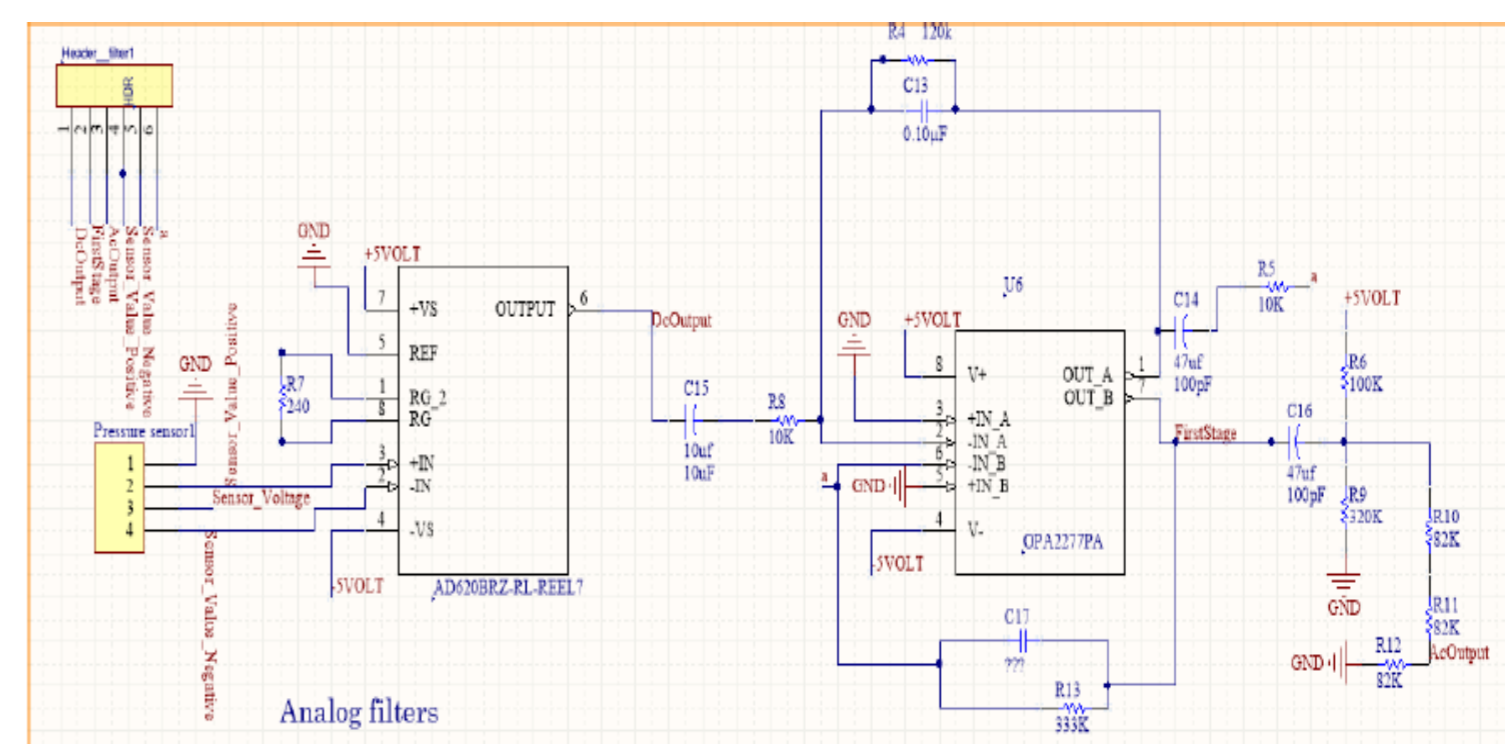 Header__filter1
HDR
1
2
3
4
5
6
DcOutput
FirstStage
AcOutput
Sensor_Value_Positive
Sensor_Value_Negative
a
GND
Pressure sensor1
1
2
3
4
Sensor_Value_Positive
Sensor_Voltage
Sensor_Value_Negative
GND
+5VOLT
R7
240
7
+VS
5
REF
1
RG_2
8
RG
3
+IN
2
-IN
4
-VS
OUTPUT
6
-5VOLT
AD620BRZ-RL-REEL7
DcOutput
C15
10uf
10uF
R8
10K
R4
120k
C13
0.10μF
GND
+5VOLT
U6
8
V+
3
+IN_A
2
-IN_A
6
-IN_B
5
+IN_B
4
V-
OUT_A
1
OUT_B
7
a
GND
-5VOLT
OPA2277PA
C14
47uf
100pF
R5
10K
a
FirstStage
C16
47uf
100pF
+5VOLT
R6
100K
R9
320K
GND
R10
82K
R11
82K
AcOutput
R12
82K
GND
C17
???
R13
333K
Analog filters